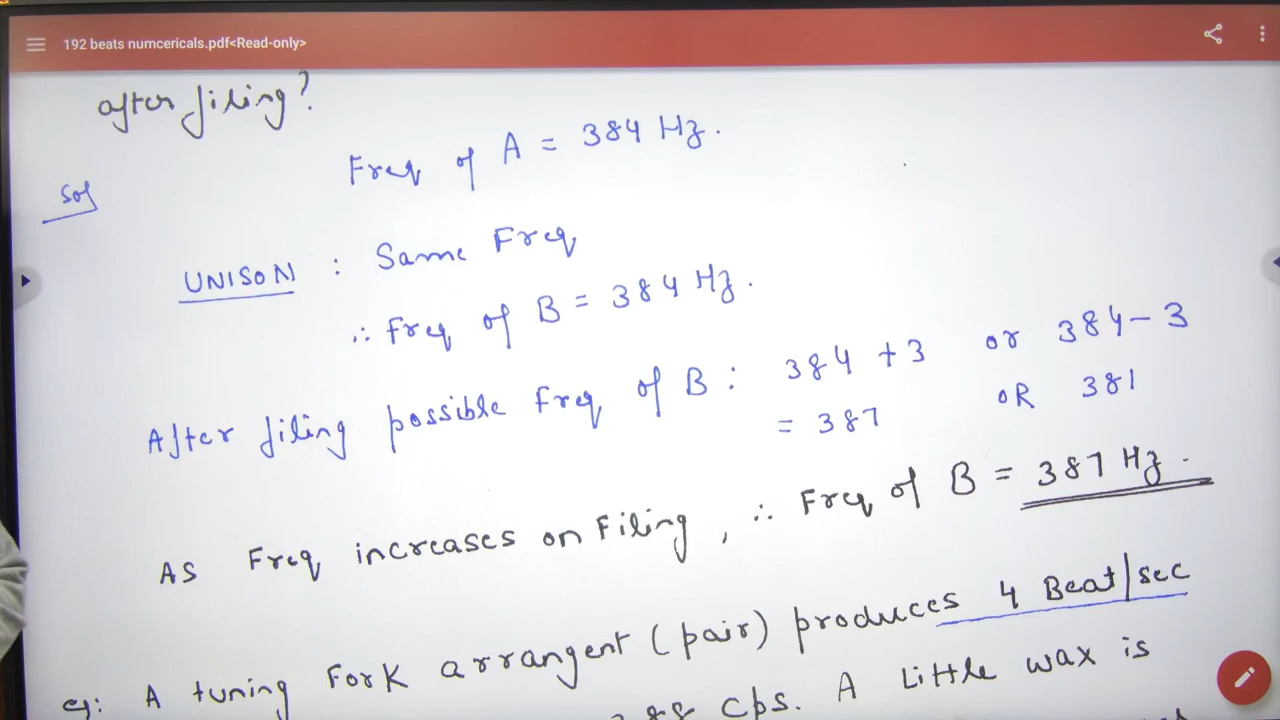 192 beats numcericals.pdf<Read-only>
after filing?
Freq of A = 384 Hz.
Sol
UNISON : Same Freq
∴ Freq of B = 384 Hz.
After filing possible Freq of B : 384 + 3 or 384 - 3
= 387 OR 381
As Freq increases on Filing, ∴ Freq of B = 387 Hz.
eg: A tuning Fork arrangent (pair) produces 4 Beat/sec
288 cps. A Little wax is